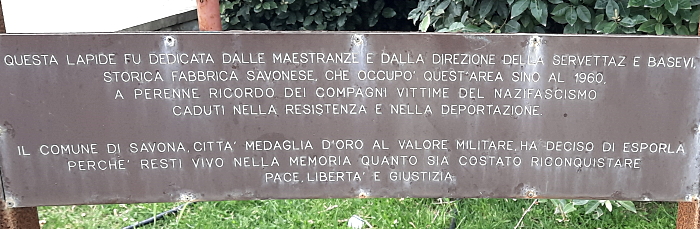 QUESTA LAPIDE FU DEDICATA DALLE MAESTRANZE E DALLA DIREZIONE DELLA SERVETTAZ E BASEVI,
STORICA FABBRICA SAVONESE, CHE OCCUPO' QUEST'AREA SINO AL 1960,
A PERENNE RICORDO DEI COMPAGNI VITTIME DEL NAZIFASCISMO
CADUTI NELLA RESISTENZA E NELLA DEPORTAZIONE.
IL COMUNE DI SAVONA, CITTA' MEDAGLIA D'ORO AL VALORE MILITARE, HA DECISO DI ESPORLA
PERCHE' RESTI VIVO NELLA MEMORIA QUANTO SIA COSTATO RICONQUISTARE
PACE, LIBERTA' E GIUSTIZIA.